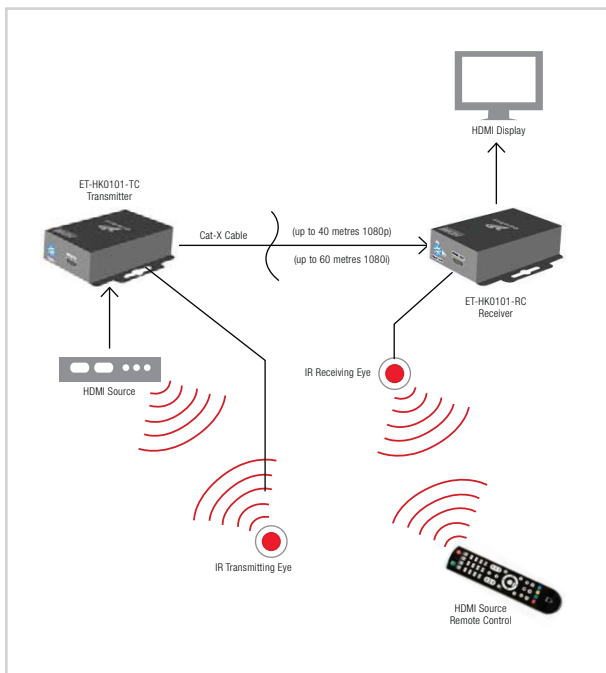 HDMI Display
ET-HK0101-TC
Transmitter
Cat-X Cable
(up to 40 metres 1080p)
(up to 60 metres 1080i)
ET-HK0101-RC
Receiver
HDMI Source
IR Receiving Eye
IR Transmitting Eye
HDMI Source
Remote Control